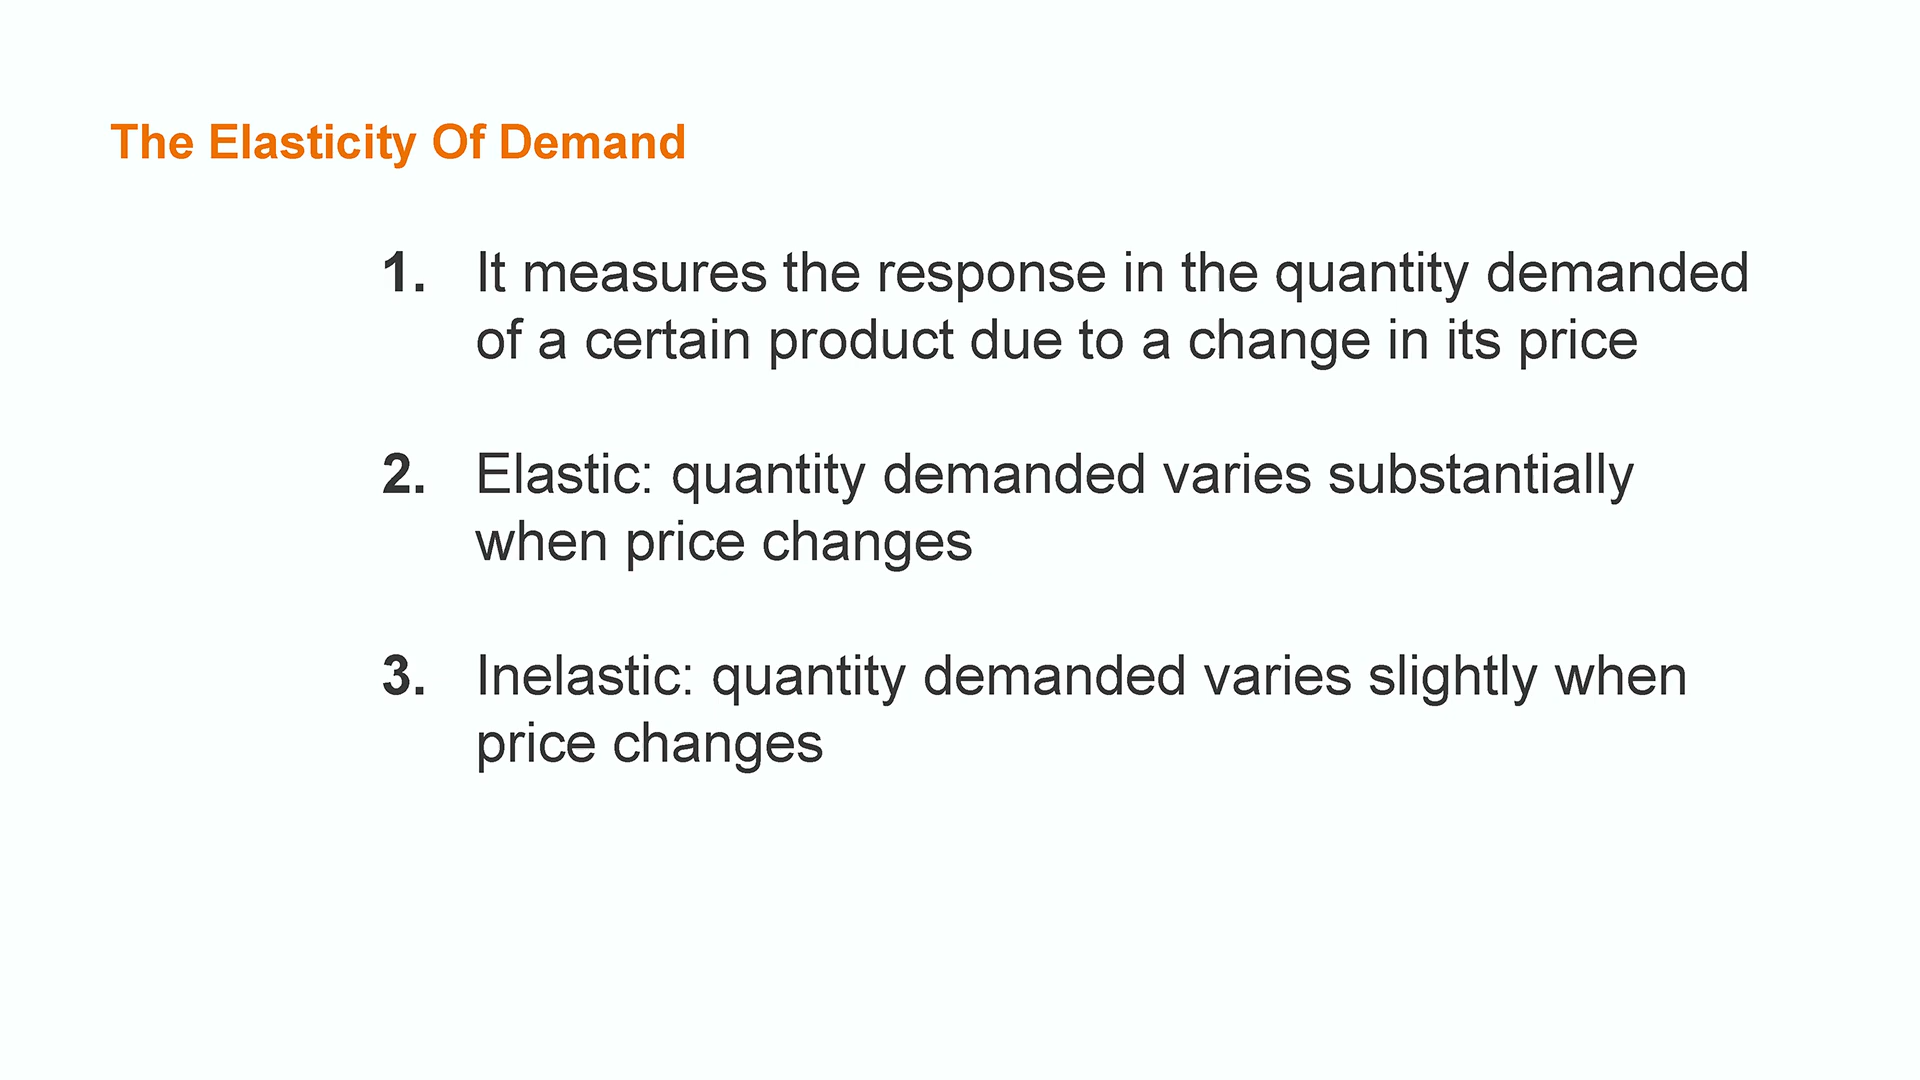 The Elasticity Of Demand
1. It measures the response in the quantity demanded
of a certain product due to a change in its price
2. Elastic: quantity demanded varies substantially
when price changes
3. Inelastic: quantity demanded varies slightly when
price changes